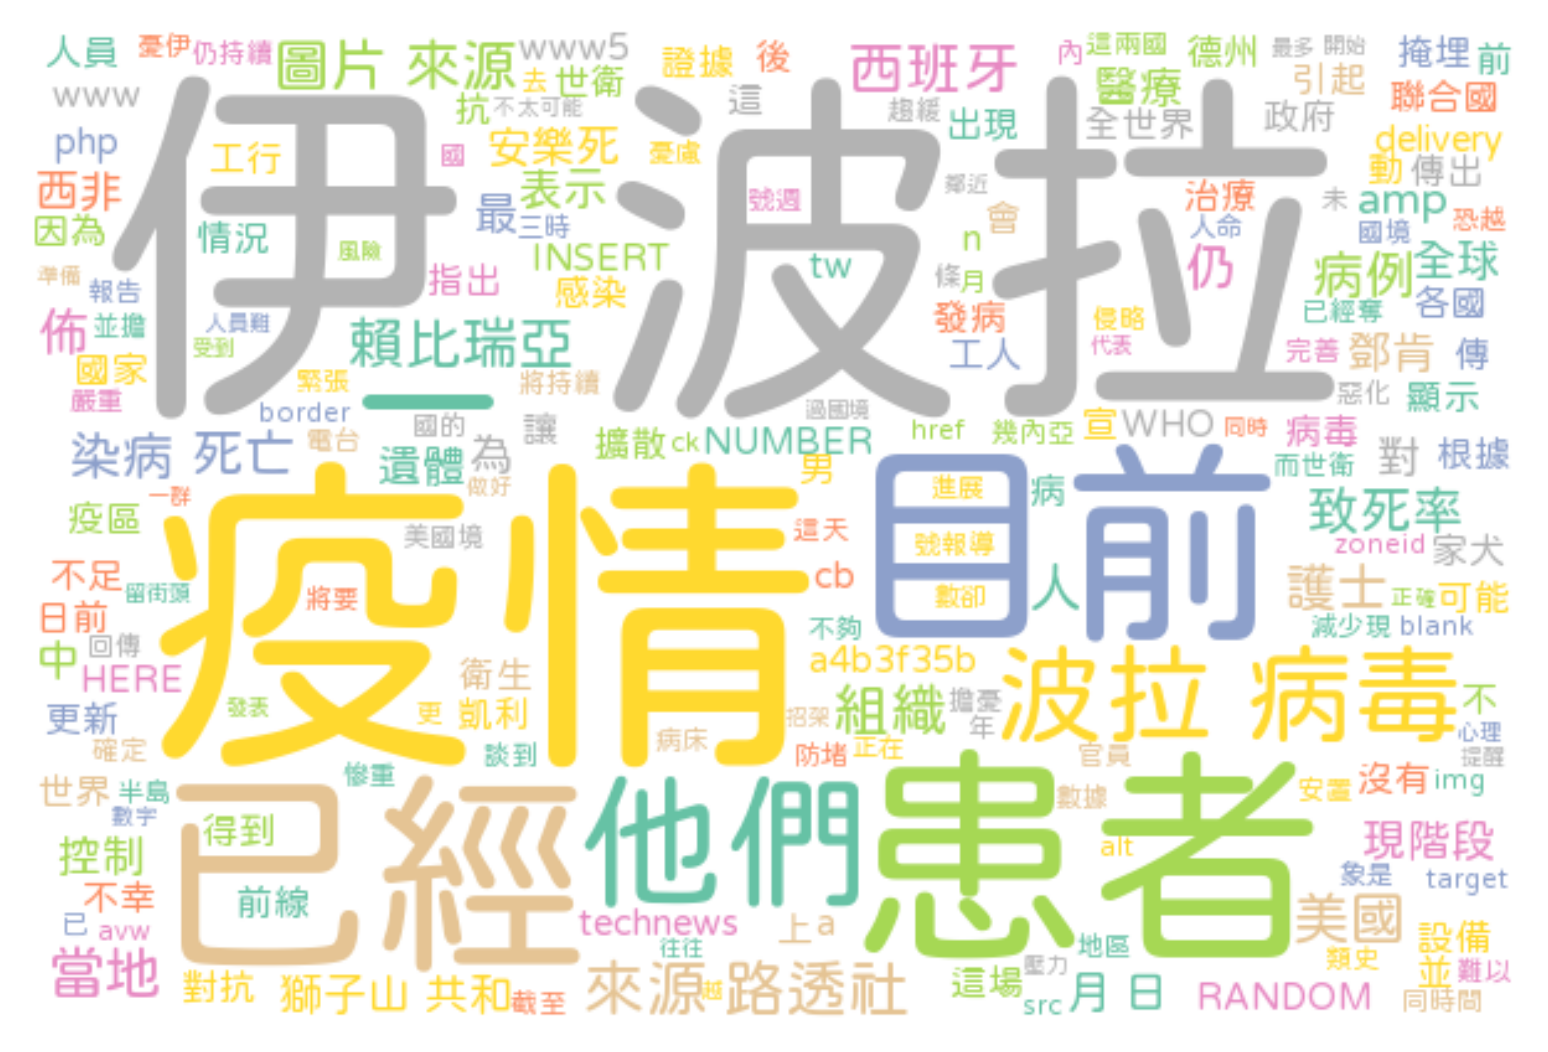 人員 憂伊 仍持續 圖片 來源 www5 世衛 去 證據 後 西班牙 內 這兩國 德州 最多 開始 掩埋 前
www 抗 不太可能 這 趨緩 出現 醫療 全世界 引起 政府 聯合國
伊 波拉
php 工行 國 安樂死 憂慮 delivery 動 傳出
西非 最 表示 號週 鄰近 治療 未 amp 恐越
因為 情況 風險 三時 INSERT tw n 會 人命 國境
準備 報告 指出 感染 條 月 仍 病例 全球 各國
佈 並擔 人員難 受到 賴比瑞亞 發病 侵略 代表 已經奪
國家 緊張 將持續 工人 完善 鄧肯 傳
嚴重 border 一 國的 讓 過國境 惡化 顯示
染病 死亡 電台 遺體 為 做好 擴散 ck NUMBER href 幾內亞 宣 WHO 同時 病毒 而世衛 對 根據
疫情 目前
疫區 一群 美國境 男 這天 進展 病 致死率
號報導 zoneid 家犬
不足 留街頭 將要 cb 數卻 人 護士 正確 可能
日前 回傳 不夠 減少現 blank
中 HERE 衛生 a4b3f35b 波拉 病毒
更新 發表 更 凱利 招架 組織 擔憂 年 不 心理
確定 談到 病床 防堵 正在 官員 提醒
世界 半島 慘重 數據 安置 沒有 img
已經 他們 患者
數字 得到 alt 現階段
控制 象是 target
不幸 前線 美國
已 avw technews 上 a 地區 設備
當地 對抗 往往 壓力 類史 並 難以
獅子山 共和 截至 來源 越 路透社 這場 src 月 日 RANDOM 同時間